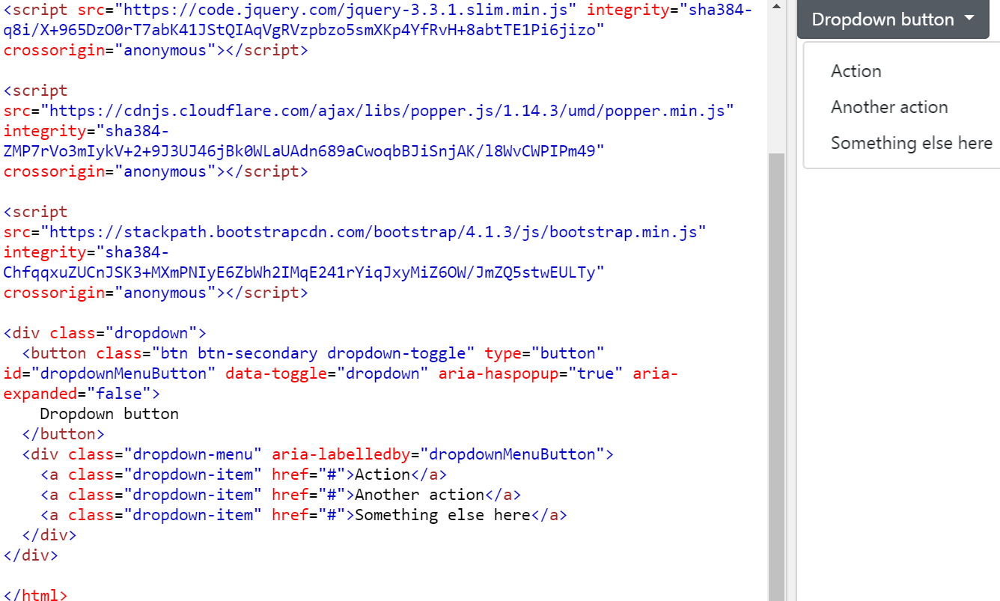 <script src="https://code.jquery.com/jquery-3.3.1.slim.min.js" integrity="sha384-
q8i/X+965DzO0rT7abK41JStQIAqVgRVzpbzo5smXKp4YfRvH+8abtTE1Pi6jizo"
crossorigin="anonymous"></script>
<script
src="https://cdnjs.cloudflare.com/ajax/libs/popper.js/1.14.3/umd/popper.min.js"
integrity="sha384-
ZMP7rVo3mIykV+2+9J3UJ46jBk0WLaUAdn689aCwoqbBJiSnjAK/l8WvCWPIPm49"
crossorigin="anonymous"></script>
<script
src="https://stackpath.bootstrapcdn.com/bootstrap/4.1.3/js/bootstrap.min.js"
integrity="sha384-
ChfqqxuZUCnJSK3+MXmPNIyE6ZbWh2IMqE241rYiqJxyMiZ6OW/JmZQ5stwEULTy"
crossorigin="anonymous"></script>
<div class="dropdown">
  <button class="btn btn-secondary dropdown-toggle" type="button"
id="dropdownMenuButton" data-toggle="dropdown" aria-haspopup="true" aria-
expanded="false">
    Dropdown button
  </button>
  <div class="dropdown-menu" aria-labelledby="dropdownMenuButton">
    <a class="dropdown-item" href="#">Action</a>
    <a class="dropdown-item" href="#">Another action</a>
    <a class="dropdown-item" href="#">Something else here</a>
  </div>
</div>
</html>
Dropdown button
Action
Another action
Something else here